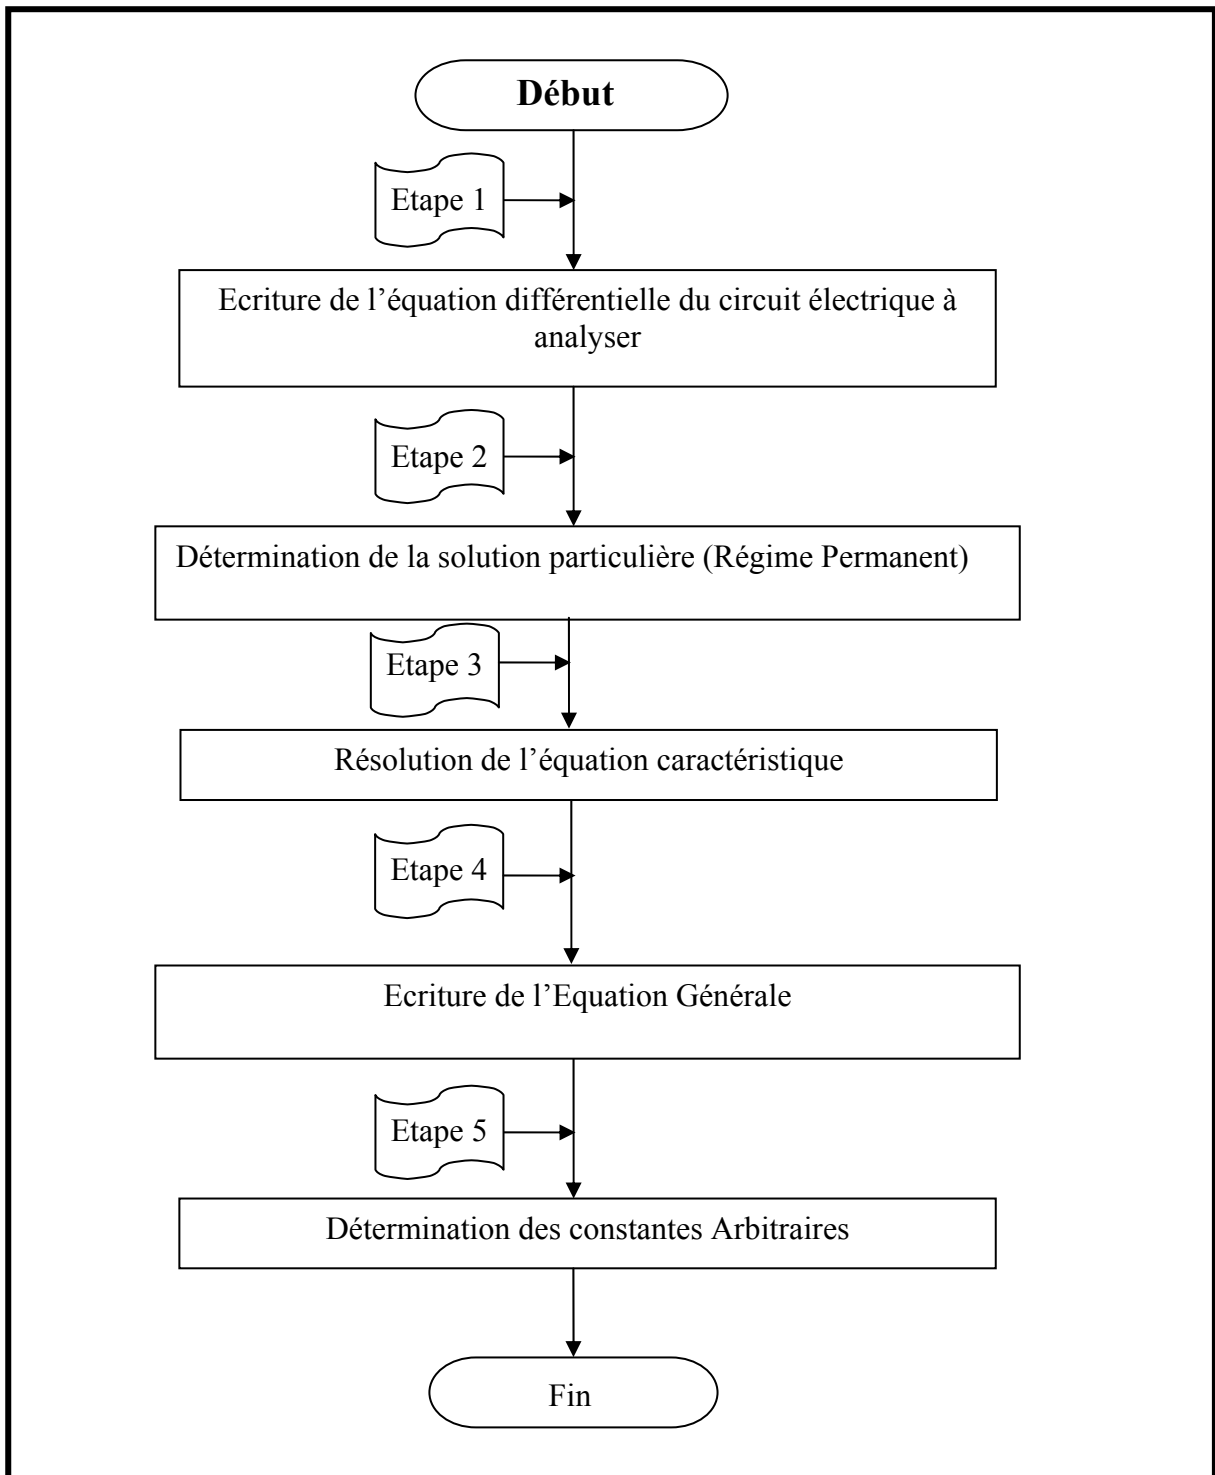 Début
Etape 1
Ecriture de l’équation différentielle du circuit électrique à
analyser
Etape 2
Détermination de la solution particulière (Régime Permanent)
Etape 3
Résolution de l’équation caractéristique
Etape 4
Ecriture de l’Equation Générale
Etape 5
Détermination des constantes Arbitraires
Fin